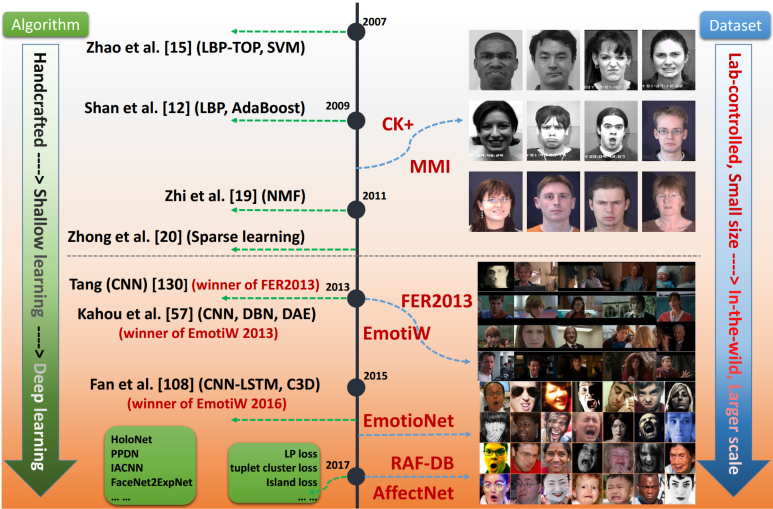 Algorithm
2007
Dataset
Zhao et al. [15] (LBP-TOP, SVM)
2009
Shan et al. [12] (LBP, AdaBoost)
CK+
MMI
Zhi et al. [19] (NMF)
2011
Zhong et al. [20] (Sparse learning)
Tang (CNN) [130] (winner of FER2013)
2013
FER2013
Kahou et al. [57] (CNN, DBN, DAE)
(winner of EmotiW 2013)
EmotiW
2015
Fan et al. [108] (CNN-LSTM, C3D)
(winner of EmotiW 2016)
EmotioNet
HoloNet
PPDN
IACNN
FaceNet2ExpNet
... ...
LP loss
tuplet cluster loss
Island loss
... ...
2017
RAF-DB
AffectNet
Handcrafted ----> Shallow learning ----> Deep learning
Lab-controlled, Small size ----> In-the-wild, Larger scale